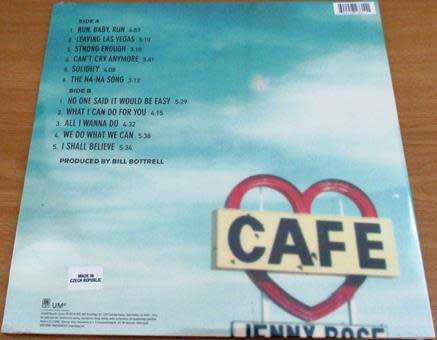 SIDE A
1. RUN, BABY, RUN 4:53
2. LEAVING LAS VEGAS 5:10
3. STRONG ENOUGH 3:10
4. CAN'T CRY ANYMORE 3:41
5. SOLIDIFY 4:08
6. THE NA-NA SONG 3:12
SIDE B
1. NO ONE SAID IT WOULD BE EASY 5:29
2. WHAT I CAN DO FOR YOU 4:15
3. ALL I WANNA DO 4:32
4. WE DO WHAT WE CAN 5:38
5. I SHALL BELIEVE 5:34
PRODUCED BY BILL BOTTRELL
CAFE
JENNY ROSE
MADE IN
CZECH REPUBLIC
UMe